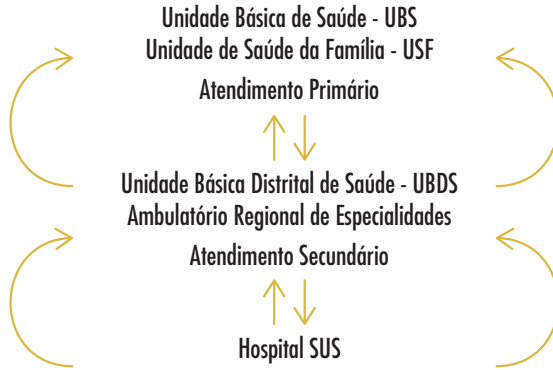 Unidade Básica de Saúde - UBS
Unidade de Saúde da Família - USF
Atendimento Primário
Unidade Básica Distrital de Saúde - UBDS
Ambulatório Regional de Especialidades
Atendimento Secundário
Hospital SUS